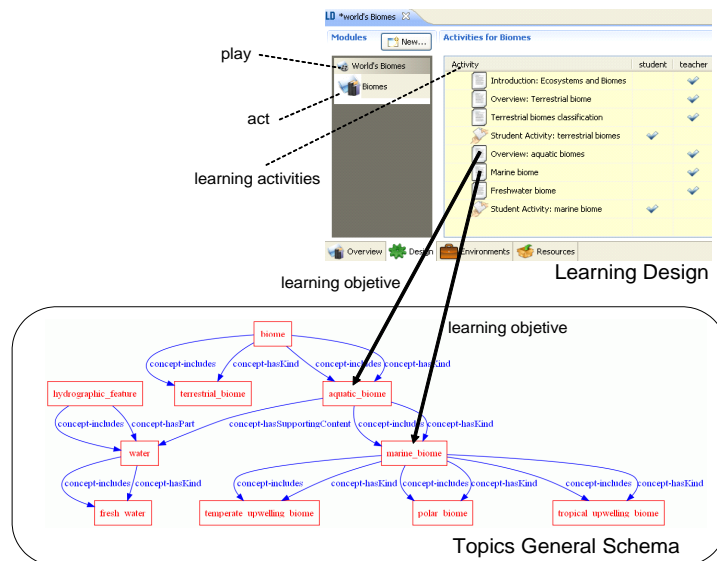 LD *world's Biomes
Modules
New...
Activities for Biomes
play
World's Biomes
Activity student teacher
Biomes
Introduction: Ecosystems and Biomes
Overview: Terrestrial biome
act
Terrestrial biomes classification
Strudent Activity: terrestrial biomes
Overview: aquatic biomes
learning activities
Marine biome
Freshwater biome
Student Activity: marine biome
Overview Design Environments Resources
Learning Design
learning objetive
learning objetive
biome
concept-includes concept-hasKind concept-includes concept-hasKind
hydrographic_feature terrestrial_biome aquatic_biome
concept-includes concept-hasPart concept-hasSupportingContent concept-includes concept-hasKind
water marine_biome
concept-includes concept-hasKind concept-includes concept-hasKind concept-includes concept-hasKind concept-includes concept-hasKind
fresh_water temperate_upwelling_biome polar_biome tropical_upwelling_biome
Topics General Schema